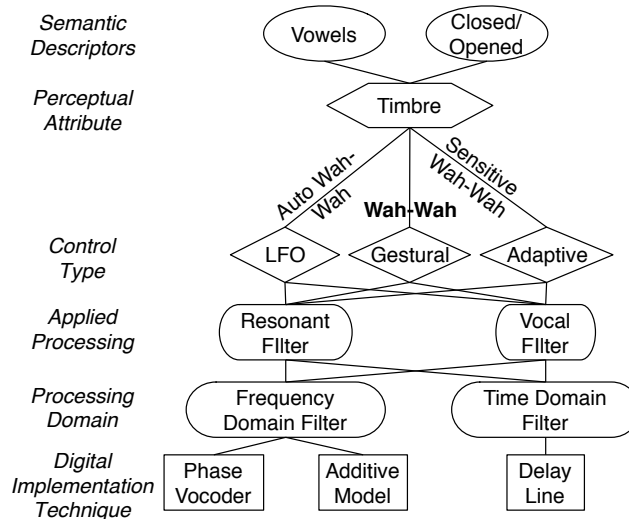 Semantic
Descriptors
Vowels
Closed/
Opened
Perceptual
Attribute
Timbre
Auto Wah-
Wah
Wah-Wah
Sensitive
Wah-Wah
Control
Type
LFO
Gestural
Adaptive
Applied
Processing
Resonant
FIlter
Vocal
FIlter
Processing
Domain
Frequency
Domain Filter
Time Domain
Filter
Digital
Implementation
Technique
Phase
Vocoder
Additive
Model
Delay
Line